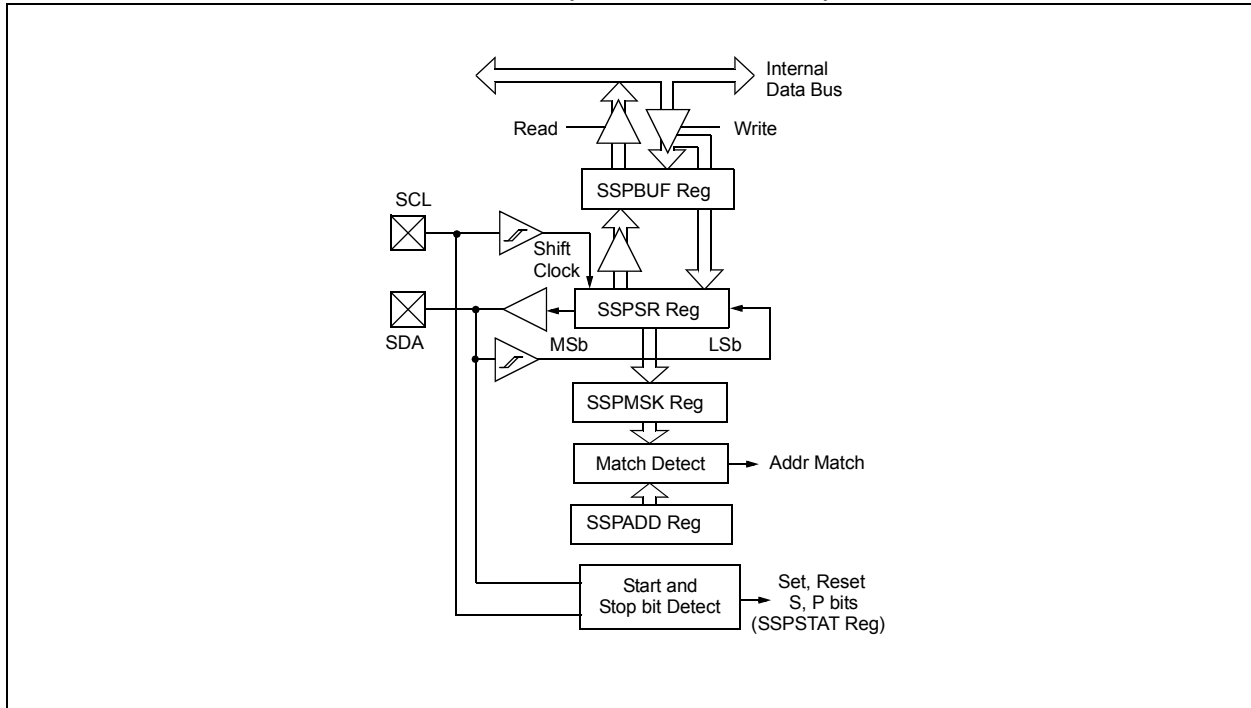 Internal
Data Bus
Read
Write
SSPBUF Reg
SCL
Shift
Clock
SSPSR Reg
SDA
MSb
LSb
SSPMSK Reg
Match Detect
Addr Match
SSPADD Reg
Start and
Stop bit Detect
Set, Reset
S, P bits
(SSPSTAT Reg)